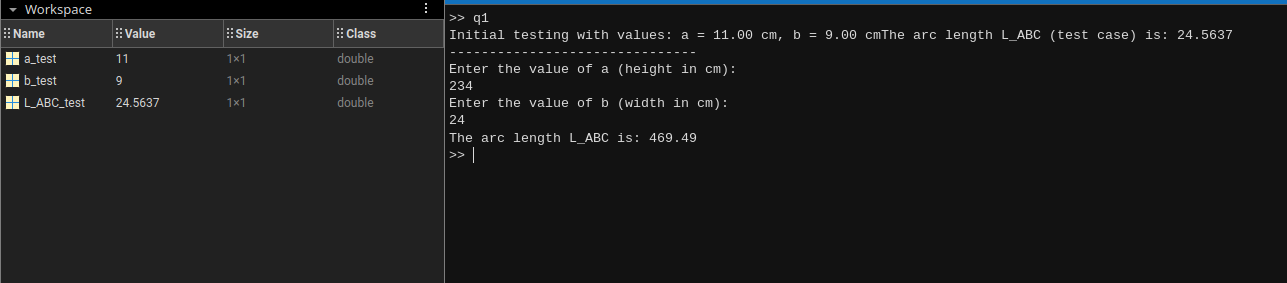 Workspace
Name Value Size Class
a_test 11 1×1 double
b_test 9 1×1 double
L_ABC_test 24.5637 1×1 double
>> q1
Initial testing with values: a = 11.00 cm, b = 9.00 cmThe arc length L_ABC (test case) is: 24.5637
-------------------------------
Enter the value of a (height in cm):
234
Enter the value of b (width in cm):
24
The arc length L_ABC is: 469.49
>>